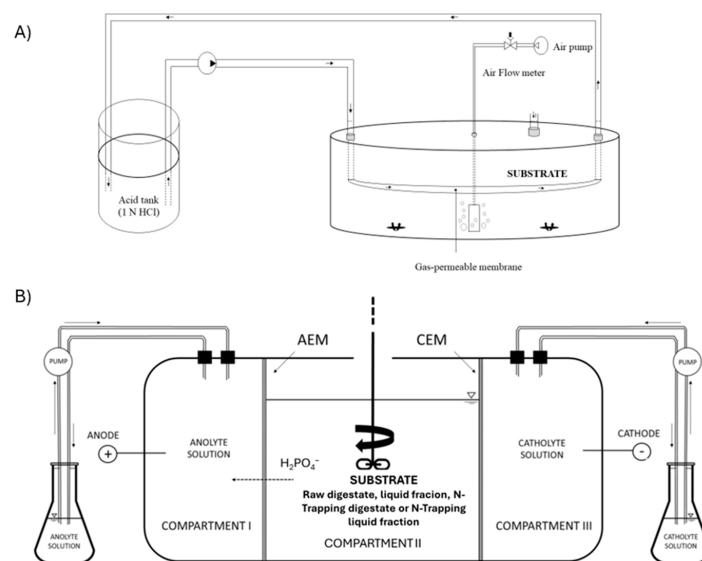 A)
Air pump
Air Flow meter
SUBSTRATE
Acid tank
(1 N HCl)
Gas-permeable membrane
B)
AEM
CEM
PUMP
PUMP
ANODE
+
ANOLYTE
SOLUTION
H₂PO₄⁻
SUBSTRATE
Raw digestate, liquid fracion, N-
Trapping digestate or N-Trapping
liquid fraction
CATHOLYTE
SOLUTION
CATHODE
-
COMPARTMENT I
COMPARTMENT II
COMPARTMENT III
ANOLYTE
SOLUTION
CATHOLYTE
SOLUTION